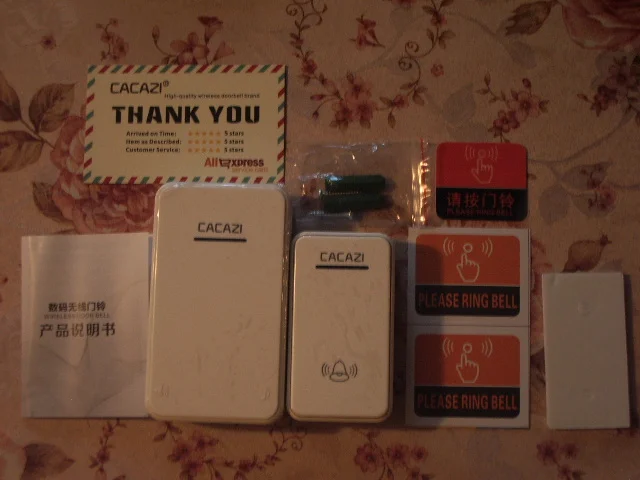 CACAZI®
High-quality wireless doorbell brand
THANK YOU
Arrived on Time: ★★★★★ 5 stars
Item as Described: ★★★★★ 5 stars
Customer Service: ★★★★★ 5 stars
AliExpress
数码无线门铃
WIRELESS DOOR BELL
产品说明书
CACAZI
CACAZI
请按门铃
PLEASE RING BELL
PLEASE RING BELL
PLEASE RING BELL